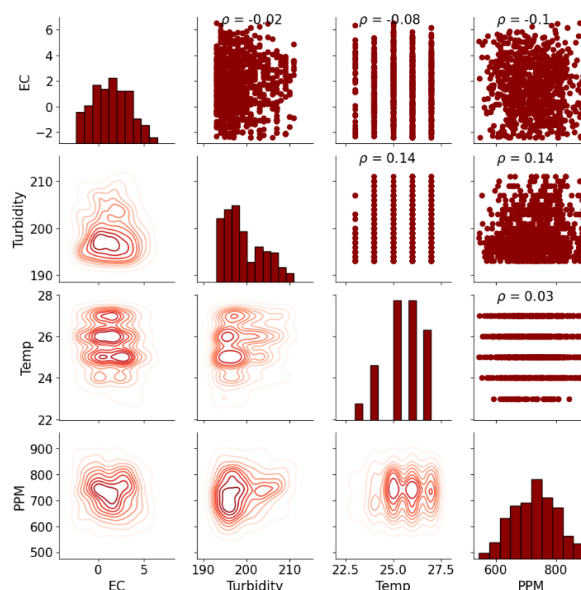 ρ = -0.02
ρ = -0.08
ρ = -0.1
EC
6
4
2
0
−2
ρ = 0.14
ρ = 0.14
Turbidity
210
200
190
ρ = 0.03
Temp
28
26
24
22
PPM
900
800
700
600
500
0 5
190 200 210
22.5 25.0 27.5
600 800
EC Turbidity Temp PPM